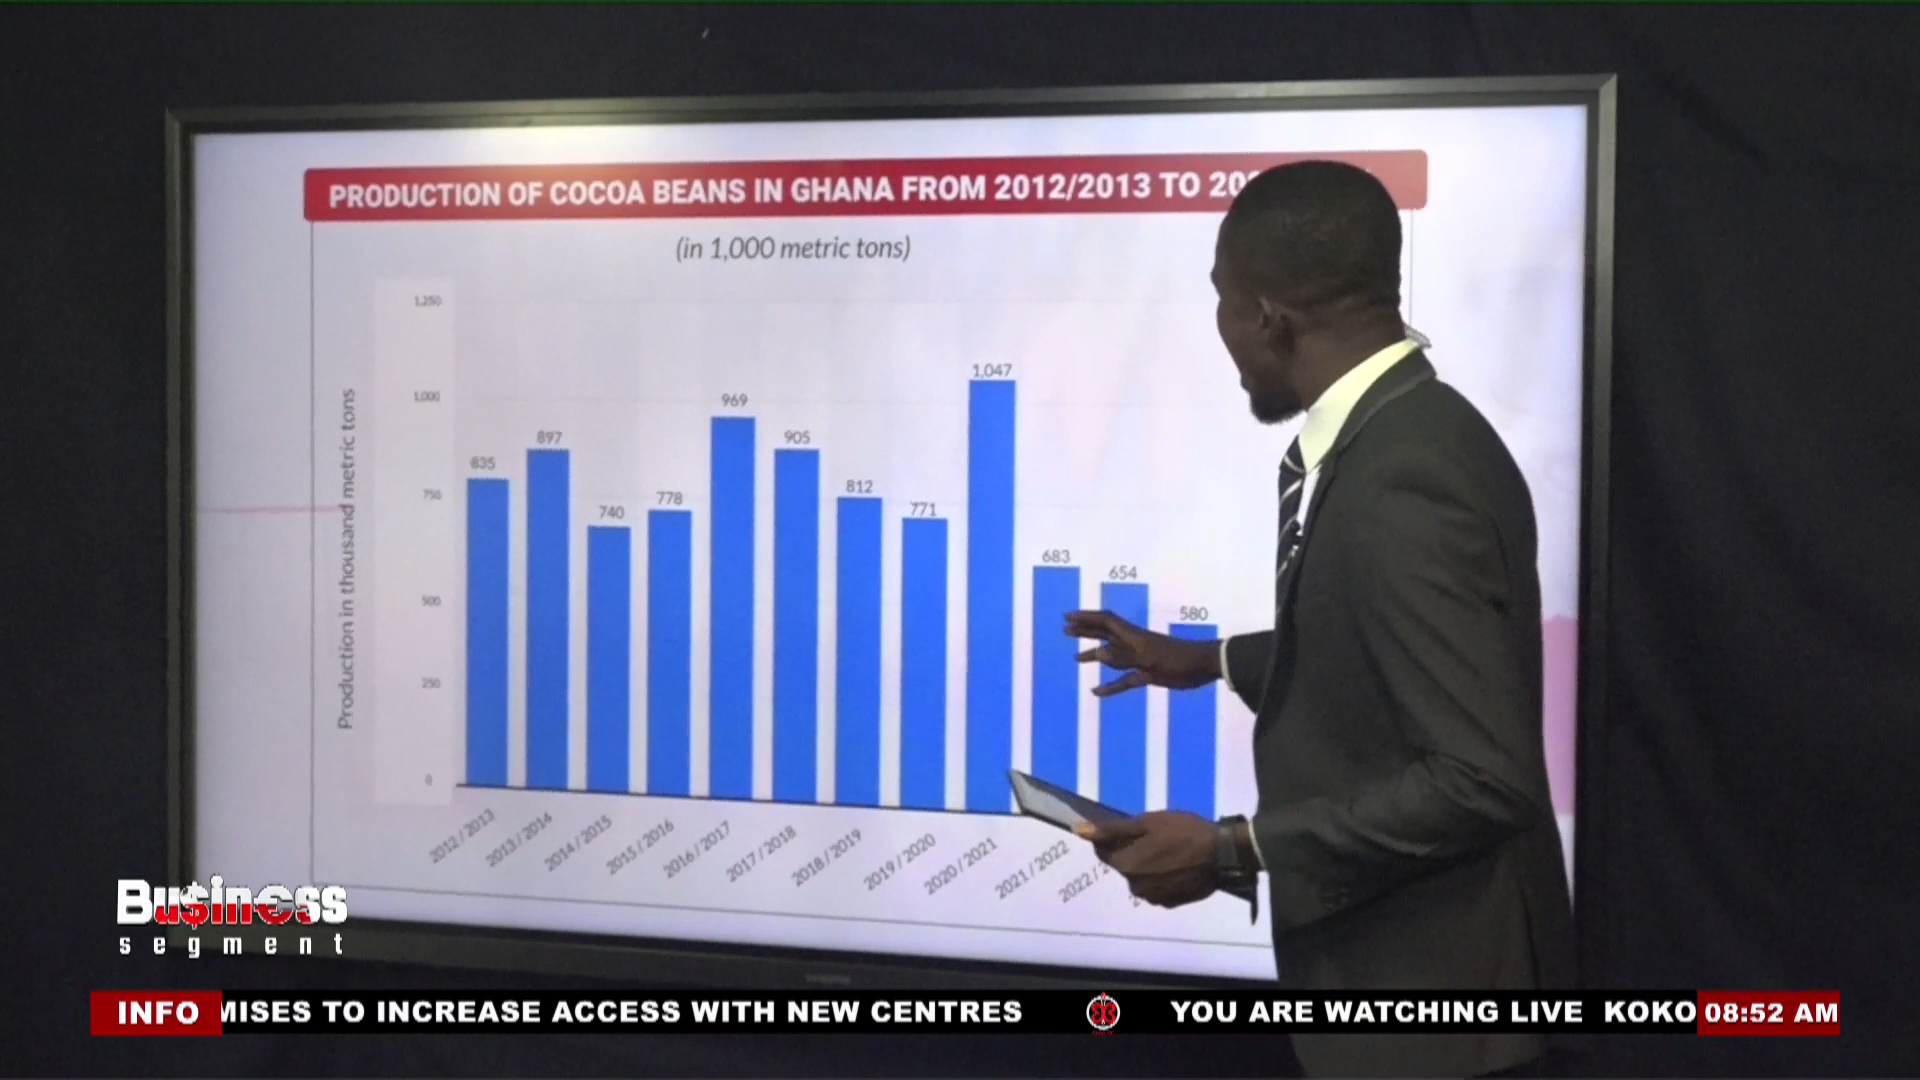 PRODUCTION OF COCOA BEANS IN GHANA FROM 2012/2013 TO
(in 1,000 metric tons)
Production in thousand metric tons
1,250
1,000
750
500
250
0
835
897
740
778
969
905
812
771
1,047
683
654
580
2012 / 2013
2013 / 2014
2014 / 2015
2015 / 2016
2016 / 2017
2017 / 2018
2018 / 2019
2019 / 2020
2020 / 2021
2021 / 2022
2022 /
Bu$in€ss
segment
INFO
MISES TO INCREASE ACCESS WITH NEW CENTRES
YOU ARE WATCHING LIVE KOKO
08:52 AM